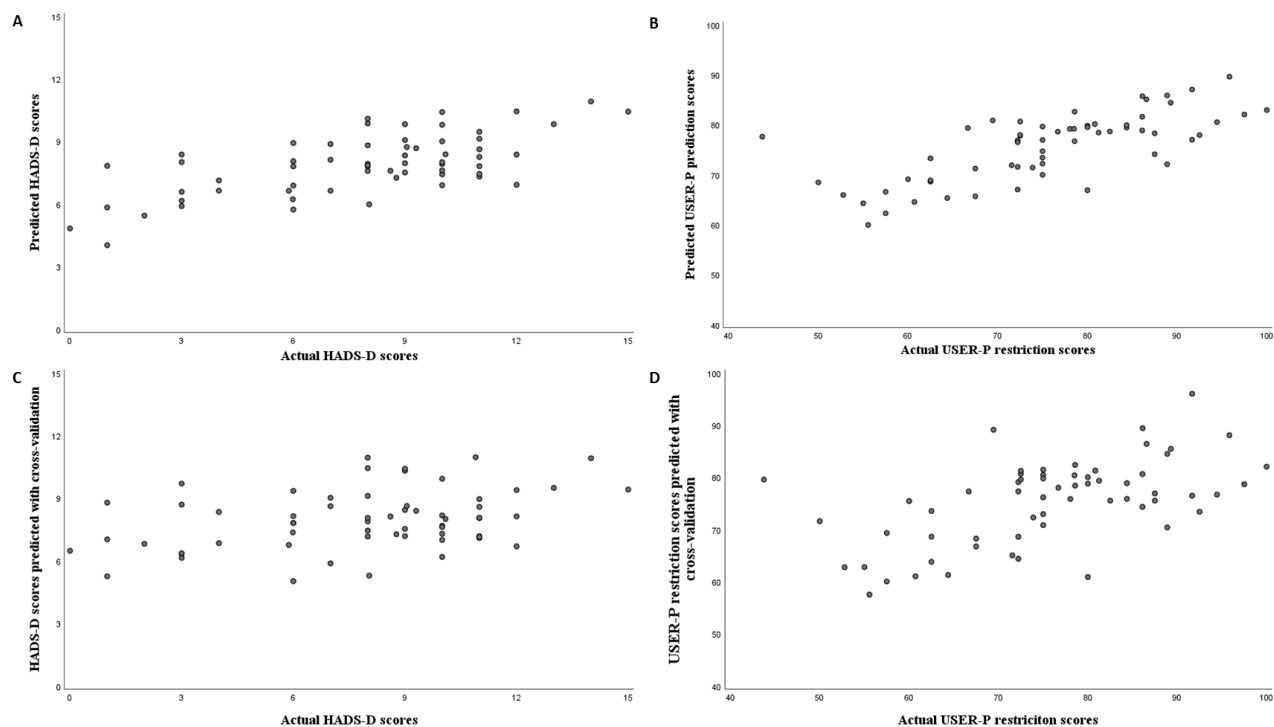 A
Predicted HADS-D scores
15
12
9
6
3
0
0 3 6 9 12 15
Actual HADS-D scores
B
Predicted USER-P prediction scores
100
90
80
70
60
50
40
40 50 60 70 80 90 100
Actual USER-P restriction scores
C
HADS-D scores predicted with cross-validation
15
12
9
6
3
0
0 3 6 9 12 15
Actual HADS-D scores
D
USER-P restriction scores predicted with
cross-validation
100
90
80
70
60
50
40
40 50 60 70 80 90 100
Actual USER-P restriciton scores